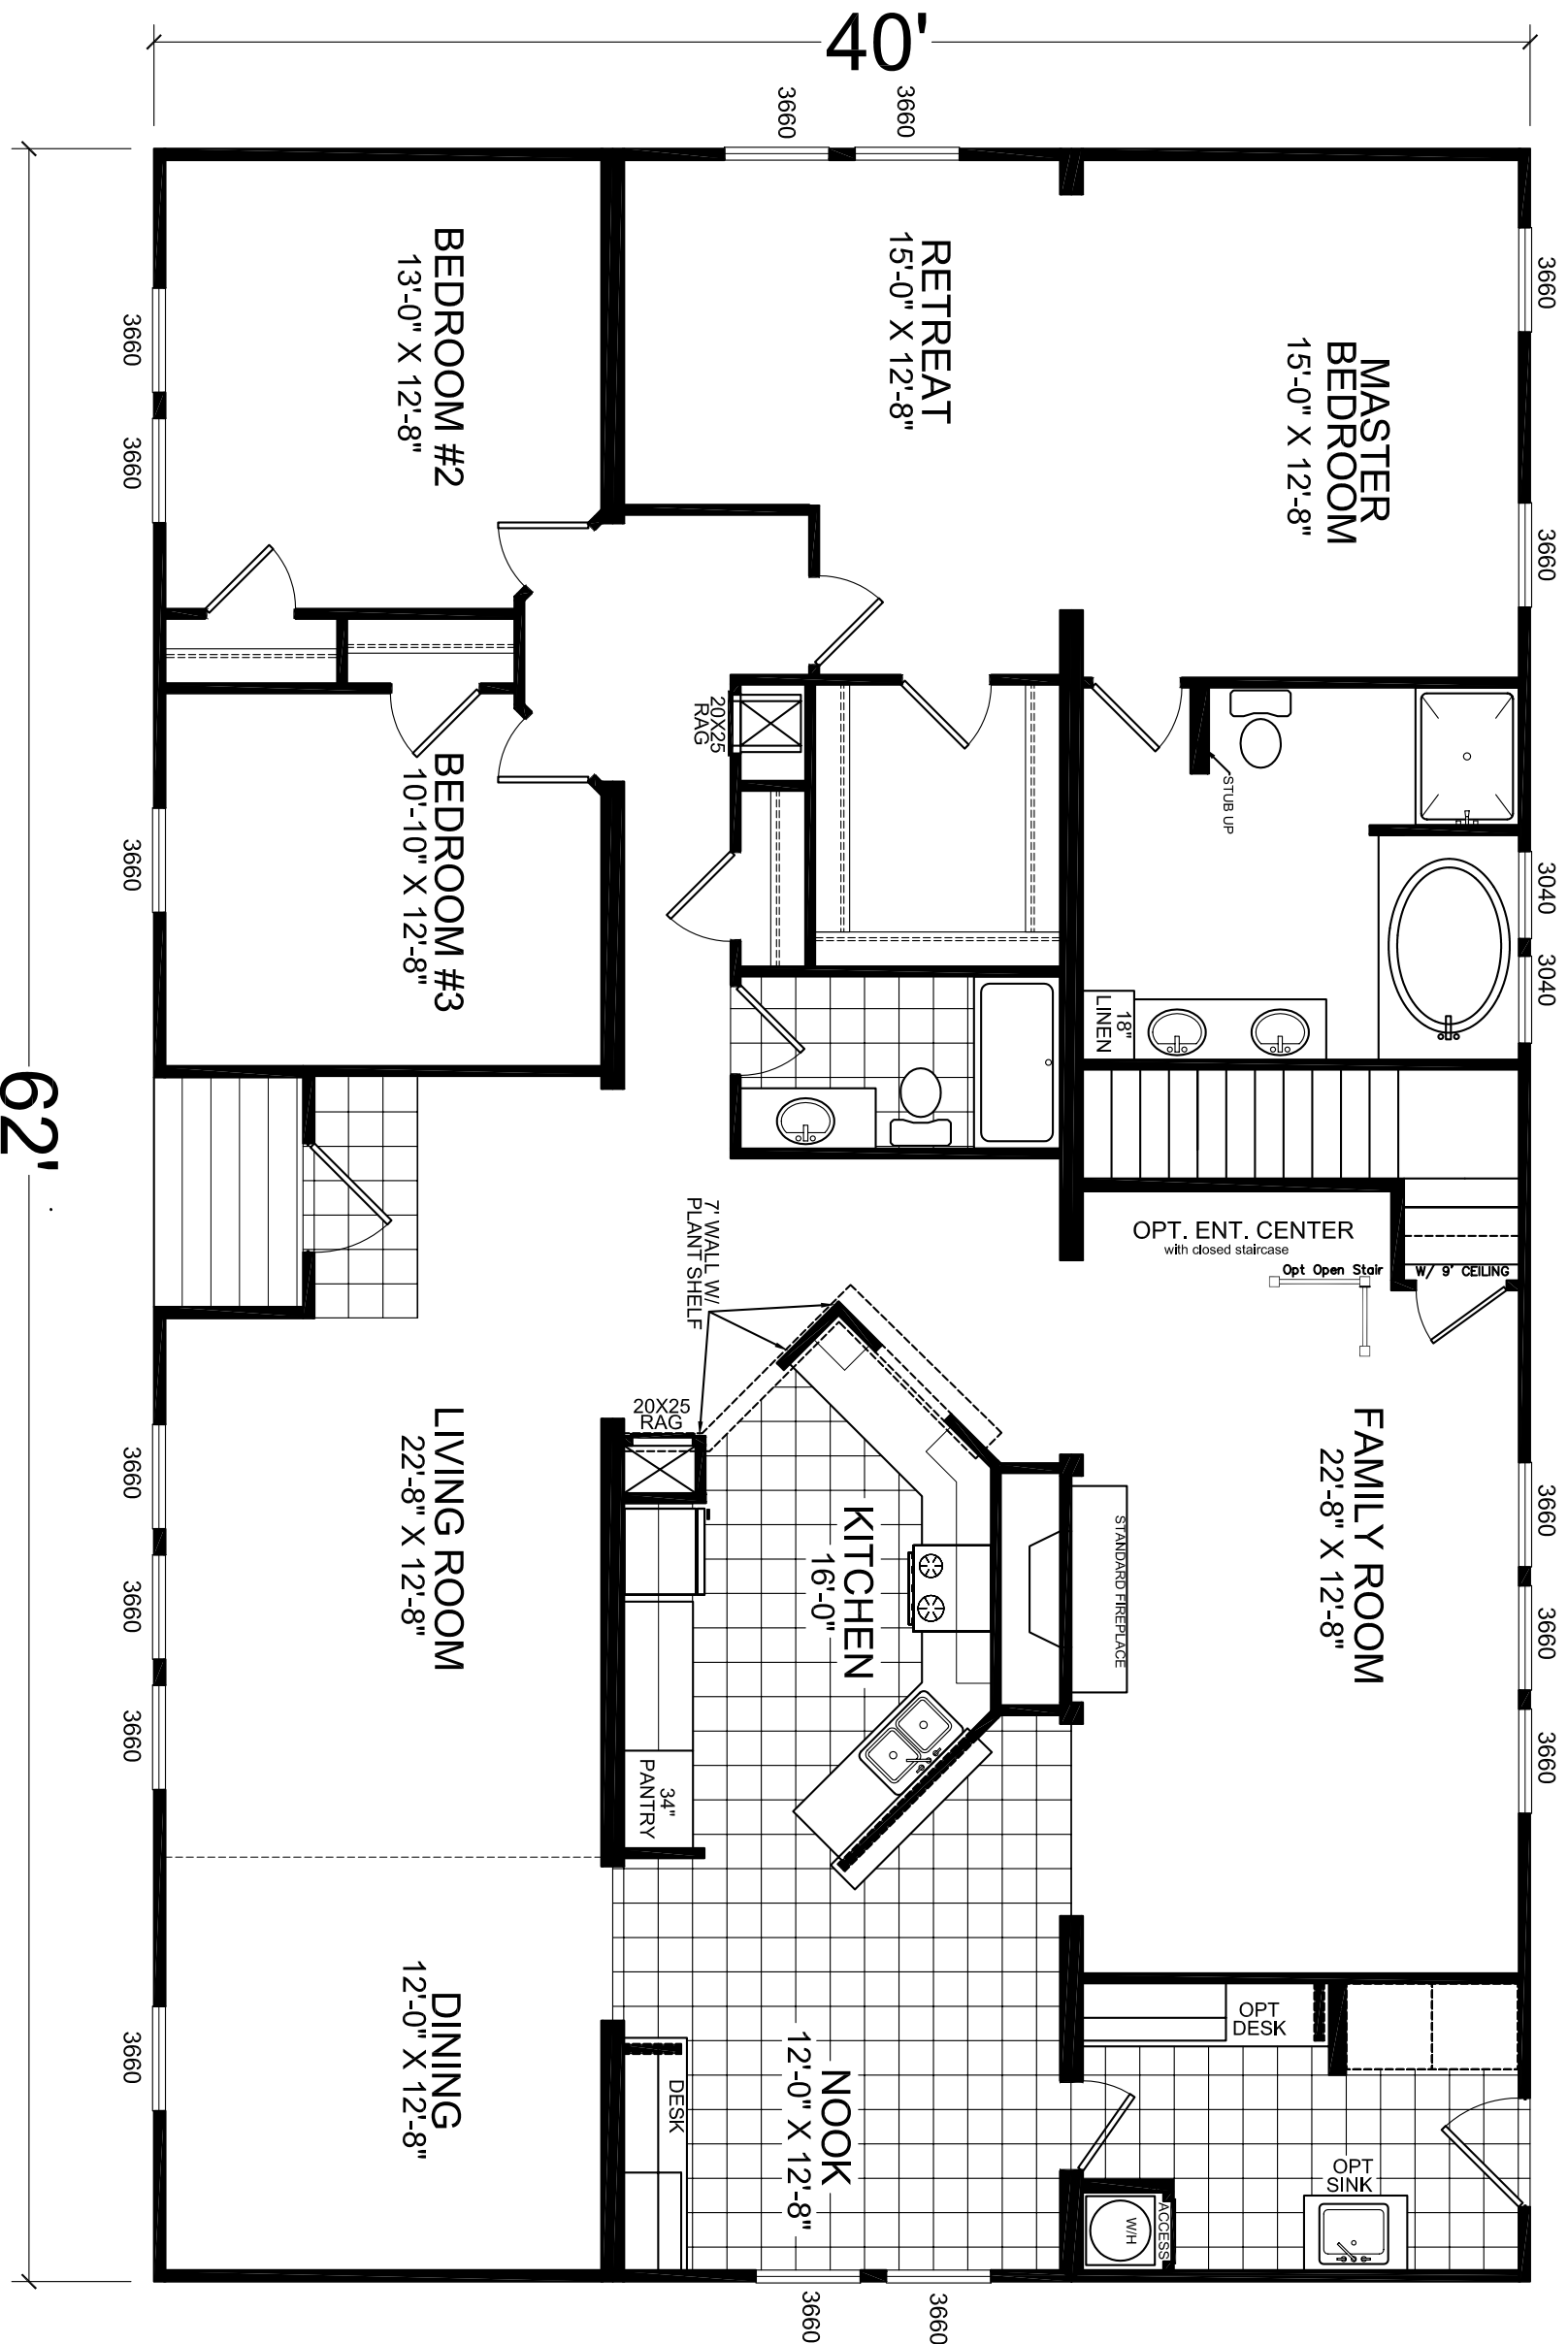 40'
3660
3660
3660
3660
3040
3040
3660
3660
3660
MASTER
BEDROOM
15'-0" X 12'-8"
RETREAT
15'-0" X 12'-8"
BEDROOM #2
13'-0" X 12'-8"
3660
3660
BEDROOM #3
10'-10" X 12'-8"
3660
20X25
RAG
STUB UP
18"
LINEN
OPT. ENT. CENTER
with closed staircase
Opt Open Stair
W/ 9' CEILING
7' WALL W/
PLANT SHELF
20X25
RAG
FAMILY ROOM
22'-8" X 12'-8"
STANDARD FIREPLACE
KITCHEN
16'-0"
34"
PANTRY
LIVING ROOM
22'-8" X 12'-8"
3660
3660
3660
DINING
12'-0" X 12'-8"
3660
NOOK
12'-0" X 12'-8"
DESK
OPT
DESK
OPT
SINK
ACCESS
W/H
3660
3660
62'